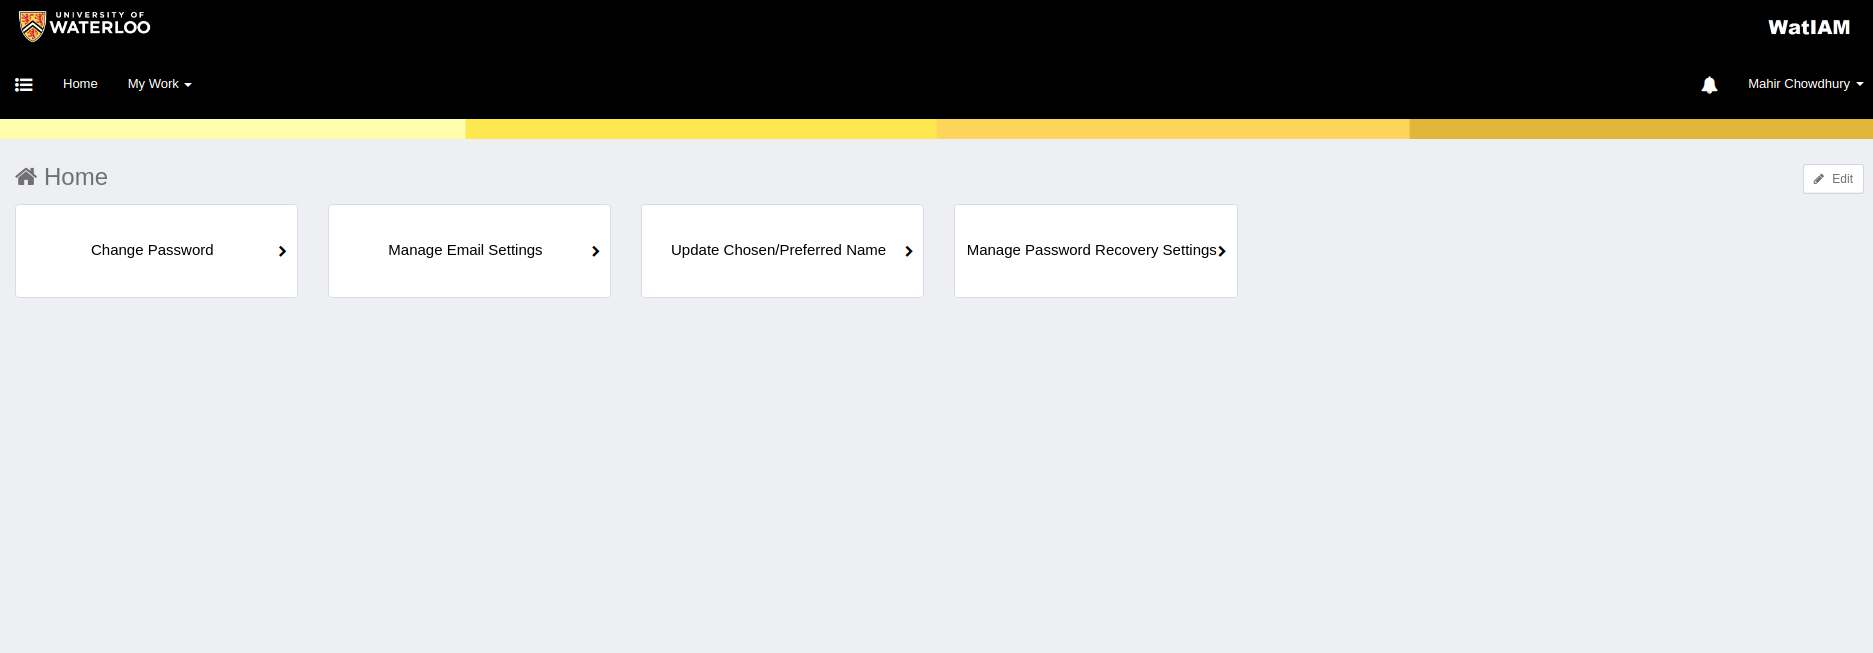 UNIVERSITY OF
WATERLOO
WatIAM
Home
My Work
Mahir Chowdhury
Home
Edit
Change Password
Manage Email Settings
Update Chosen/Preferred Name
Manage Password Recovery Settings